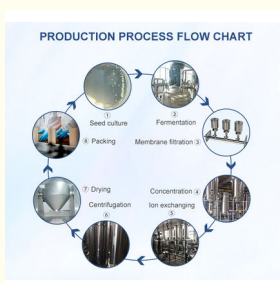 PRODUCTION PROCESS FLOW CHART
①
Seed culture
②
Fermentation
Membrane filtration ③
Concentration ④
Ion exchanging
⑤
Centrifugation
⑥
⑦ Drying
⑧ Packing